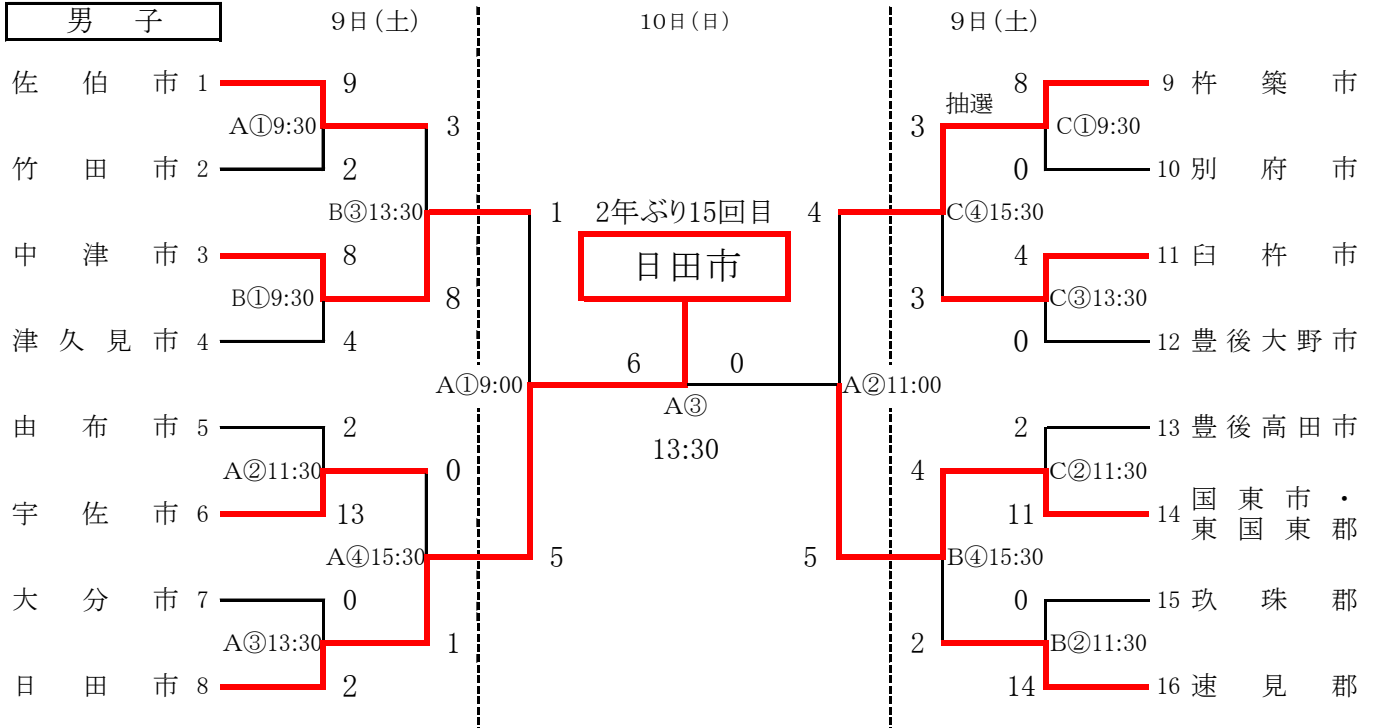 男子
9日(土)
10日(日)
9日(土)
佐伯市 1
9
A①9:30
3
竹田市 2
2
B③13:30
中津市 3
8
B①9:30
8
津久見市 4
4
1
A①9:00
由布市 5
2
A②11:30
0
宇佐市 6
13
A④15:30
5
大分市 7
0
A③13:30
1
日田市 8
2
2年ぶり15回目
日田市
6
0
A③
13:30
8
9 杵築市
抽選
3
C①9:30
0
10 別府市
4
C④15:30
4
11 臼杵市
3
C③13:30
0
12 豊後大野市
A②11:00
2
13 豊後高田市
4
C②11:30
11
14 国東市・
東国東郡
5
B④15:30
0
15 玖珠郡
2
B②11:30
14
16 速見郡